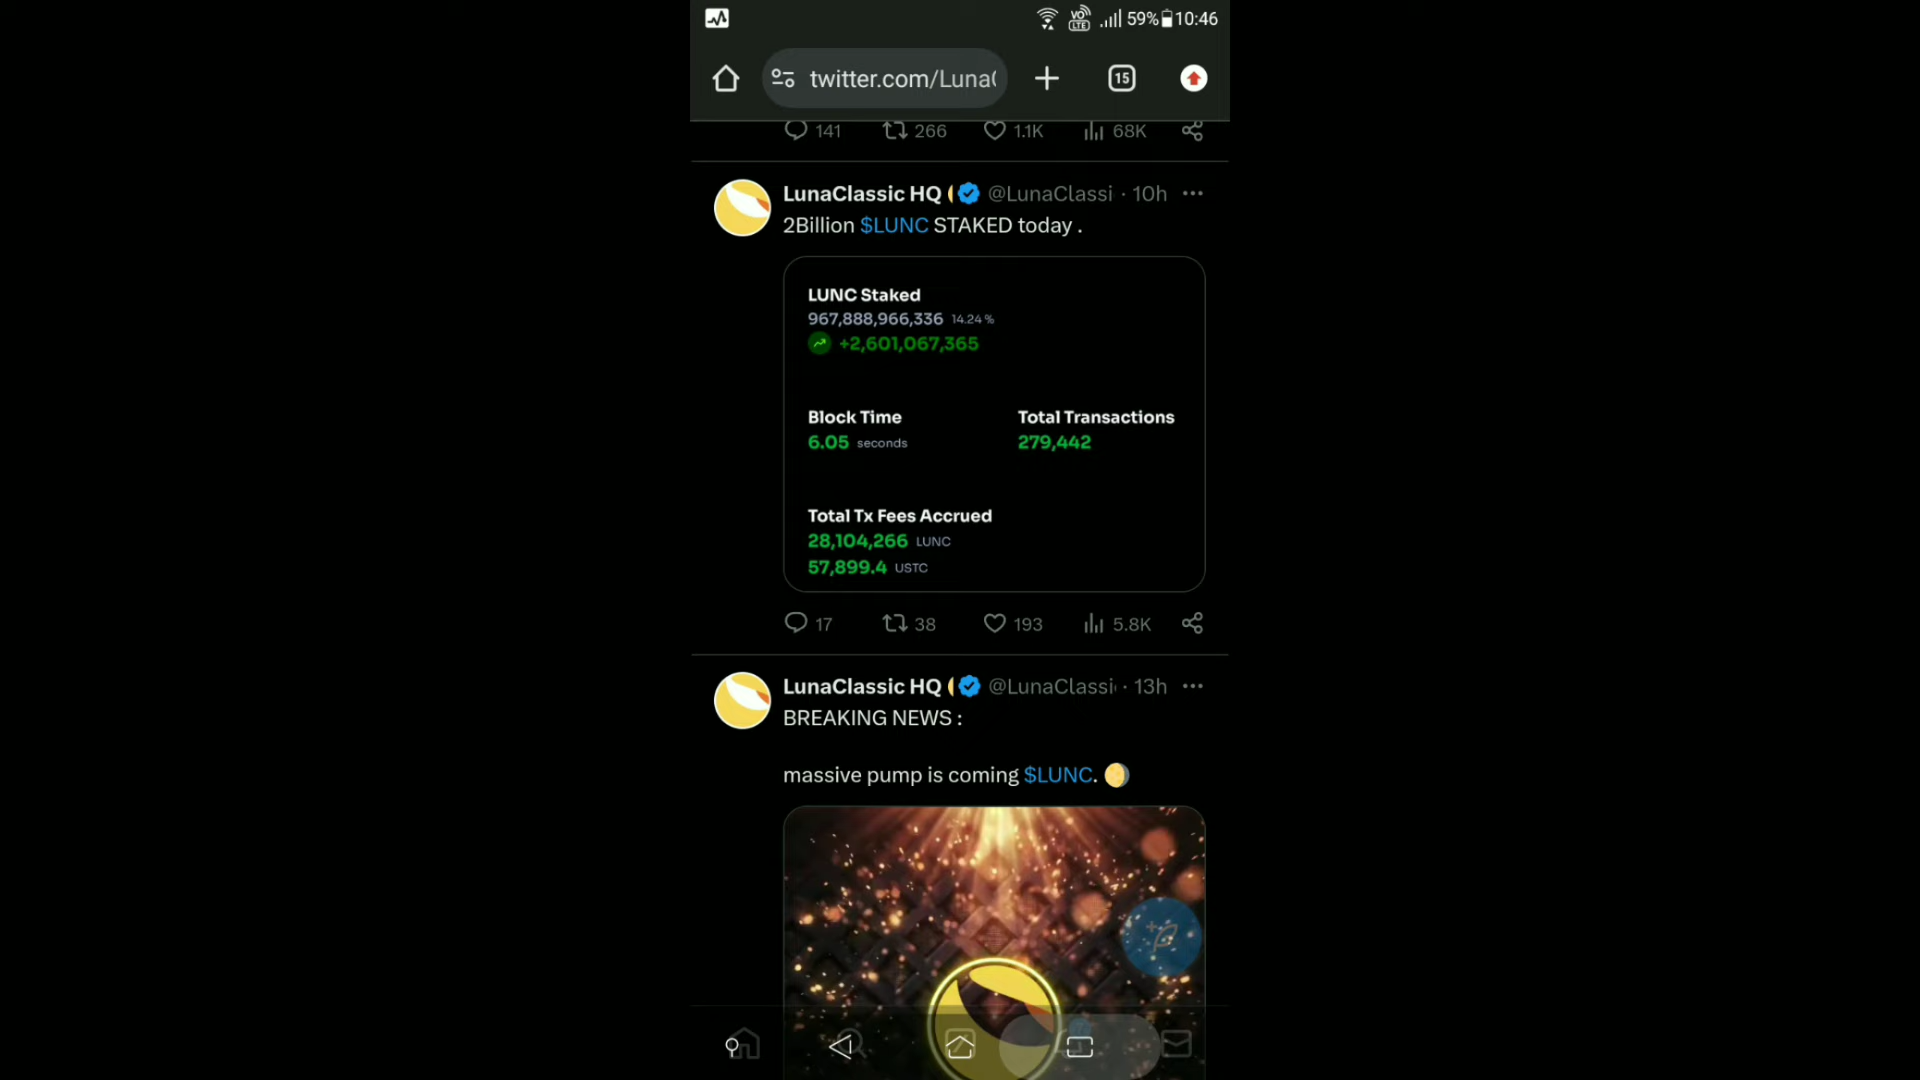 VO LTE 59% 10:46
twitter.com/Luna 15
141 266 1.1K 68K
LunaClassic HQ @LunaClassi · 10h
2Billion $LUNC STAKED today .
LUNC Staked
967,888,966,336 14.24 %
+2,601,067,365
Block Time Total Transactions
6.05 seconds 279,442
Total Tx Fees Accrued
28,104,266 LUNC
57,899.4 USTC
17 38 193 5.8K
LunaClassic HQ @LunaClassi · 13h
BREAKING NEWS :
massive pump is coming $LUNC.